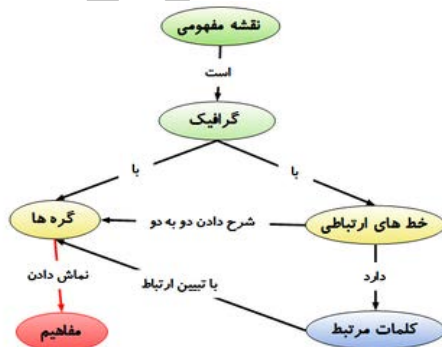 نقشه مفهومی
است
گرافیک
با
با
خط های ارتباطی
شرح دادن دو به دو
گره ها
دارد
با تبیین ارتباط
نماش دادن
کلمات مرتبط
مفاهیم